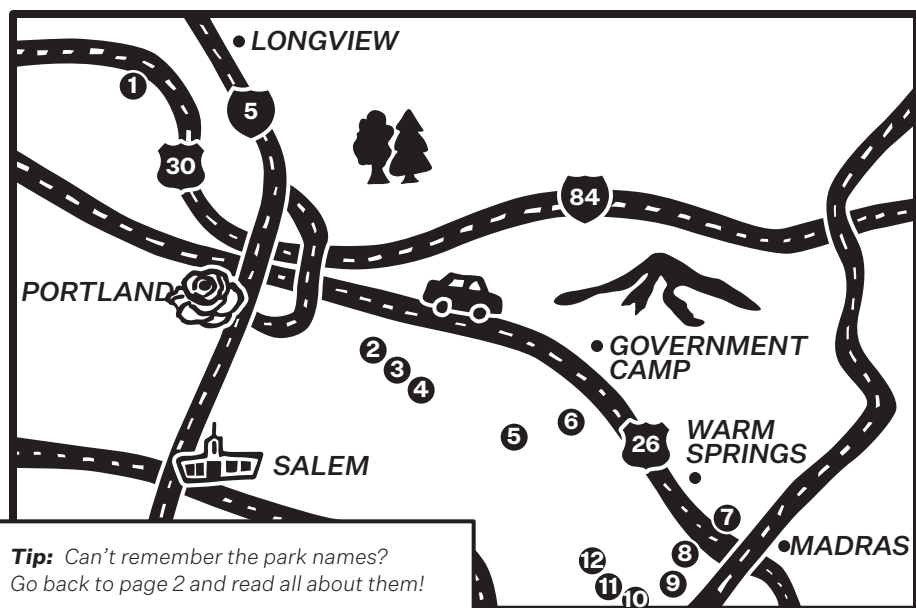 LONGVIEW
1
5
30
84
PORTLAND
2
3
4
GOVERNMENT
CAMP
6
5
26
WARM
SPRINGS
SALEM
7
8
MADRAS
12
9
11
10
Tip: Can't remember the park names?
Go back to page 2 and read all about them!